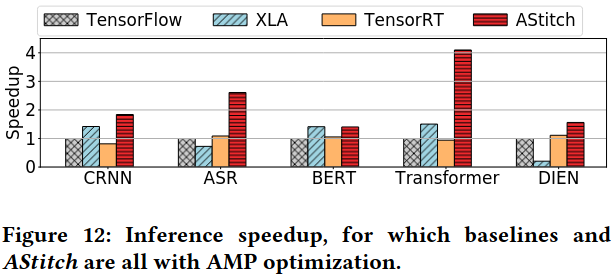 TensorFlow XLA TensorRT AStitch
Speedup
4
3
2
1
0
CRNN ASR BERT Transformer DIEN
Figure 12: Inference speedup, for which baselines and
AStitch are all with AMP optimization.